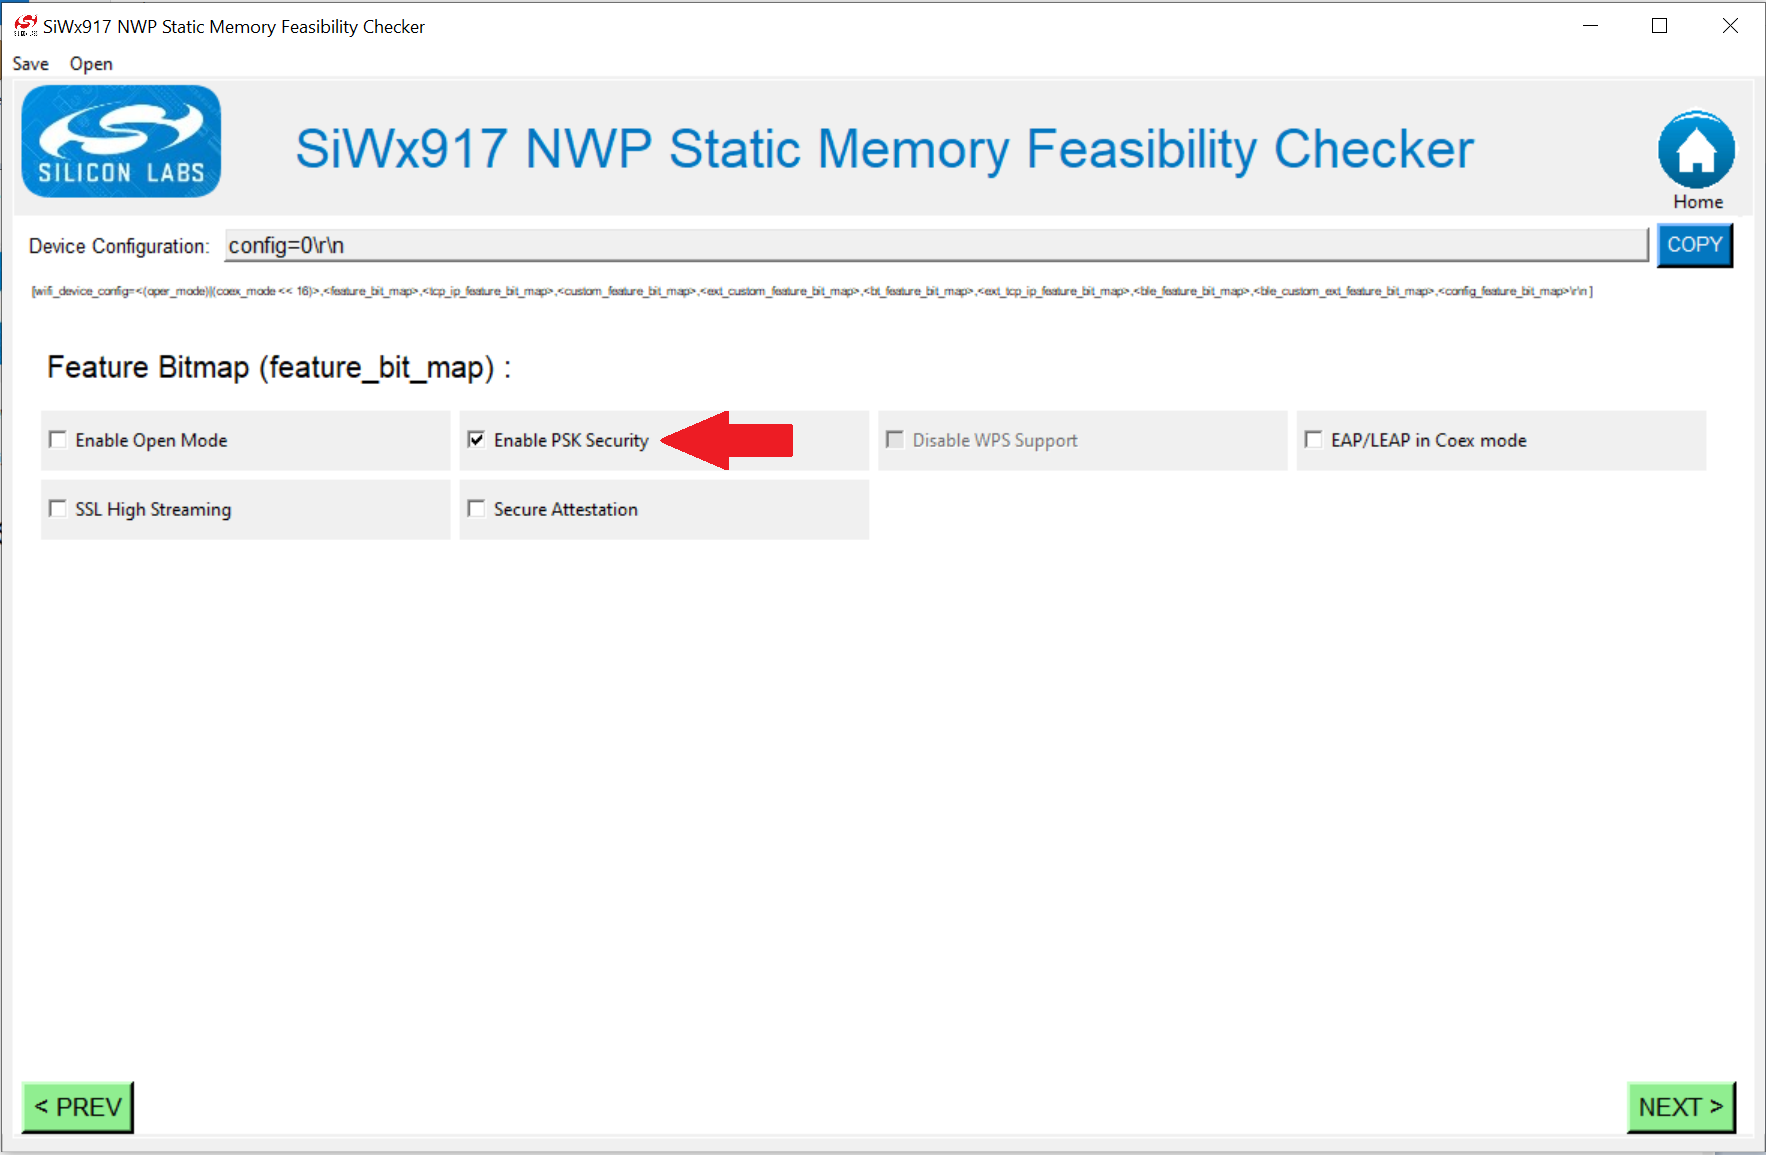 SiWx917 NWP Static Memory Feasibility Checker
Save Open
SILICON LABS
SiWx917 NWP Static Memory Feasibility Checker
Home
Device Configuration: config=0\r\n COPY
[wifi_device_config=<(oper_mode)|(coex_mode << 16)>,<feature_bit_map>,<tcp_ip_feature_bit_map>,<custom_feature_bit_map>,<ext_custom_feature_bit_map>,<bt_feature_bit_map>,<ext_tcp_ip_feature_bit_map>,<ble_feature_bit_map>,<ble_custom_ext_feature_bit_map>,<config_feature_bit_map>\r\n ]
Feature Bitmap (feature_bit_map) :
Enable Open Mode Enable PSK Security Disable WPS Support EAP/LEAP in Coex mode
SSL High Streaming Secure Attestation
< PREV NEXT >